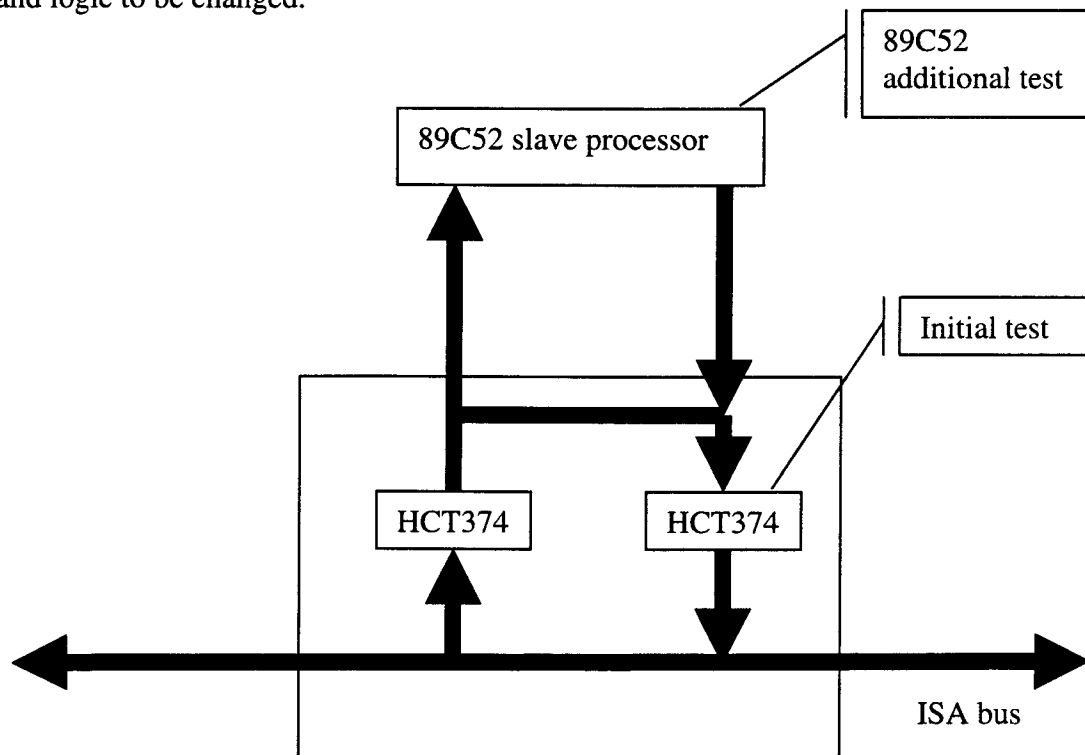 and logic to be changed.
89C52
additional test
89C52 slave processor
Initial test
HCT374
HCT374
ISA bus